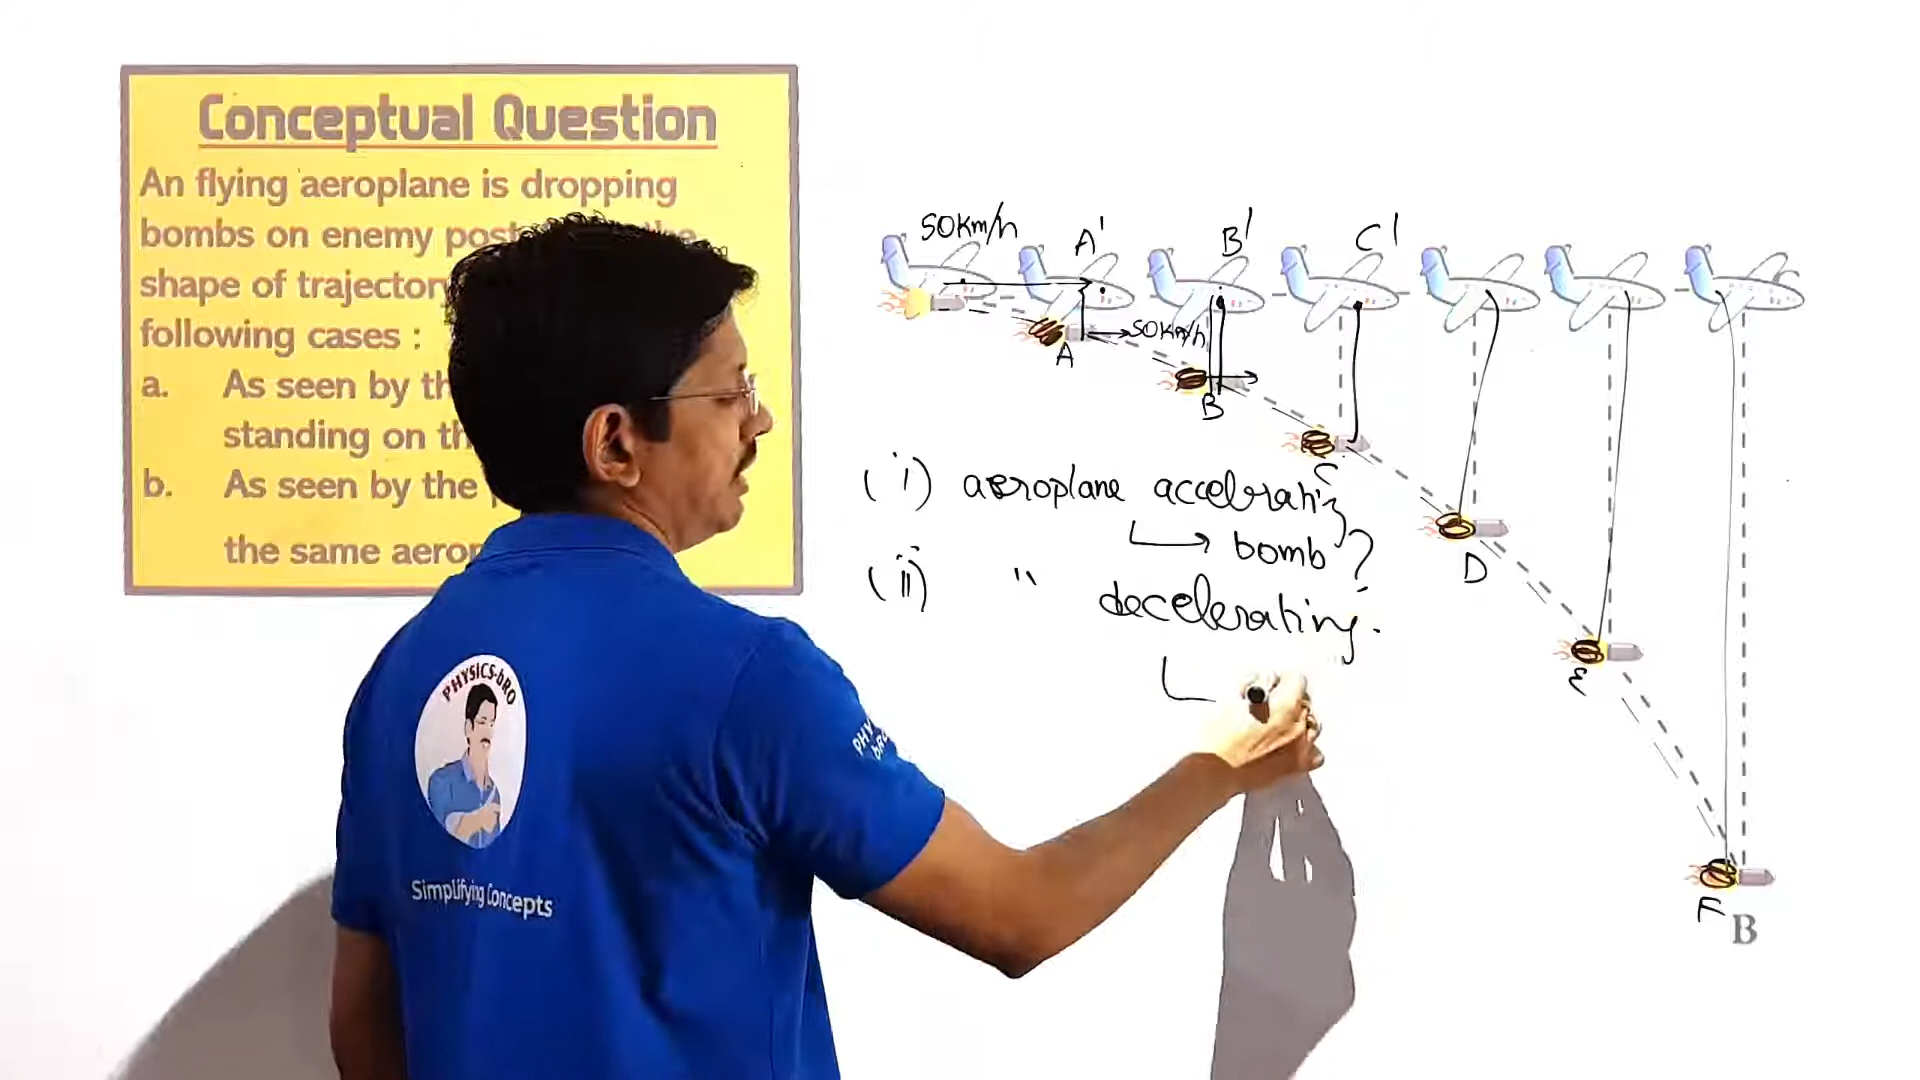 Conceptual Question
An flying aeroplane is dropping
bombs on enemy post
shape of trajectory
following cases :
a. As seen by th
standing on th
b. As seen by the
the same aerop
50km/h
A'
B'
C'
A
50km/h
B
C
(i) aeroplane accelerating
bomb ?
(ii) " decelerating.
D
E
F
B
PHYSICS-bRO
Simplifying Concepts